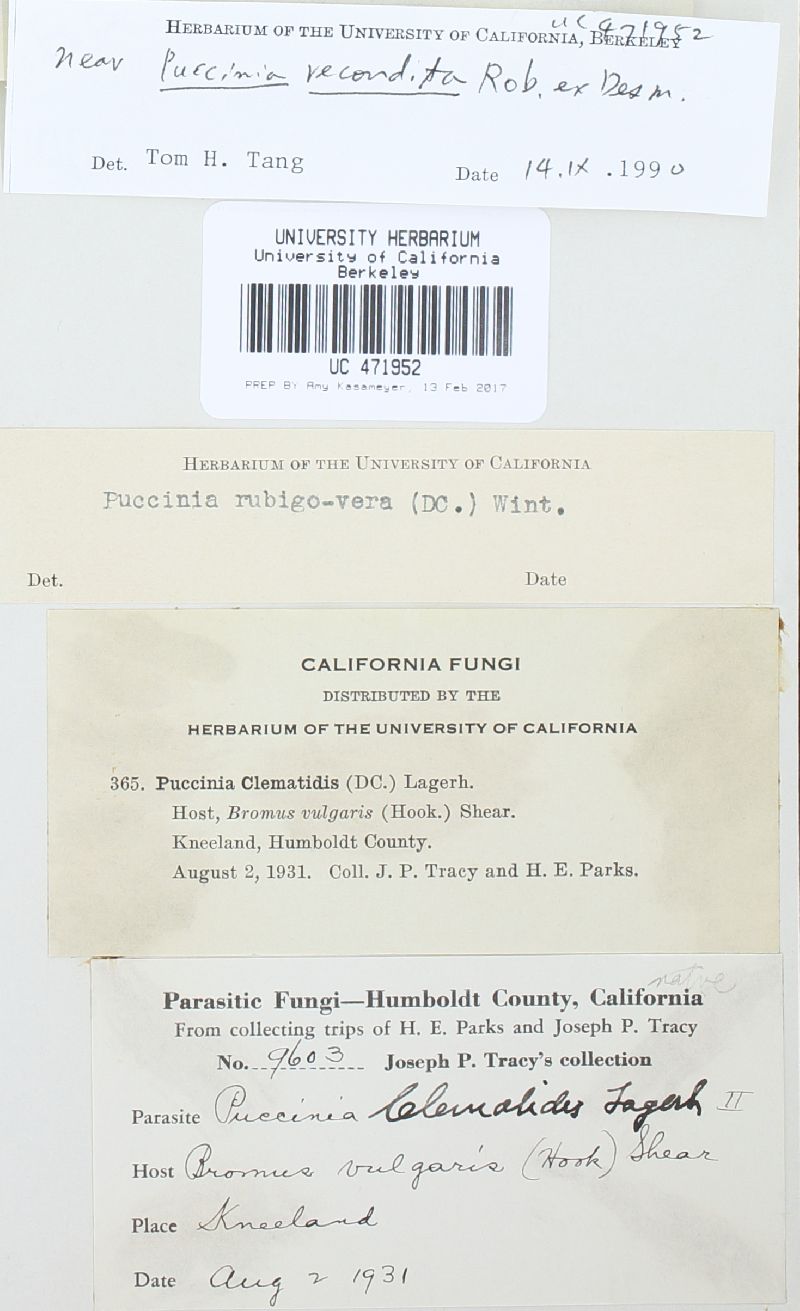 HERBARIUM OF THE UNIVERSITY OF CALIFORNIA, BERKELEY
UC 471952
near Puccinia recondita Rob. ex Desm.
Det. Tom H. Tang Date 14.IX.1990
UNIVERSITY HERBARIUM
University of California
Berkeley
UC 471952
PREP BY Amy Kasameyer, 13 Feb 2017
HERBARIUM OF THE UNIVERSITY OF CALIFORNIA
Puccinia rubigo-vera (DC.) Wint.
Det. Date
CALIFORNIA FUNGI
DISTRIBUTED BY THE
HERBARIUM OF THE UNIVERSITY OF CALIFORNIA
365. Puccinia Clematidis (DC.) Lagerh.
Host, Bromus vulgaris (Hook.) Shear.
Kneeland, Humboldt County.
August 2, 1931. Coll. J. P. Tracy and H. E. Parks.
native
Parasitic Fungi—Humboldt County, California
From collecting trips of H. E. Parks and Joseph P. Tracy
No. 9603 Joseph P. Tracy's collection
Parasite Puccinia Clematides Lagerh II
Host Bromus vulgaris (Hook) Shear
Place Kneeland
Date Aug 2 1931